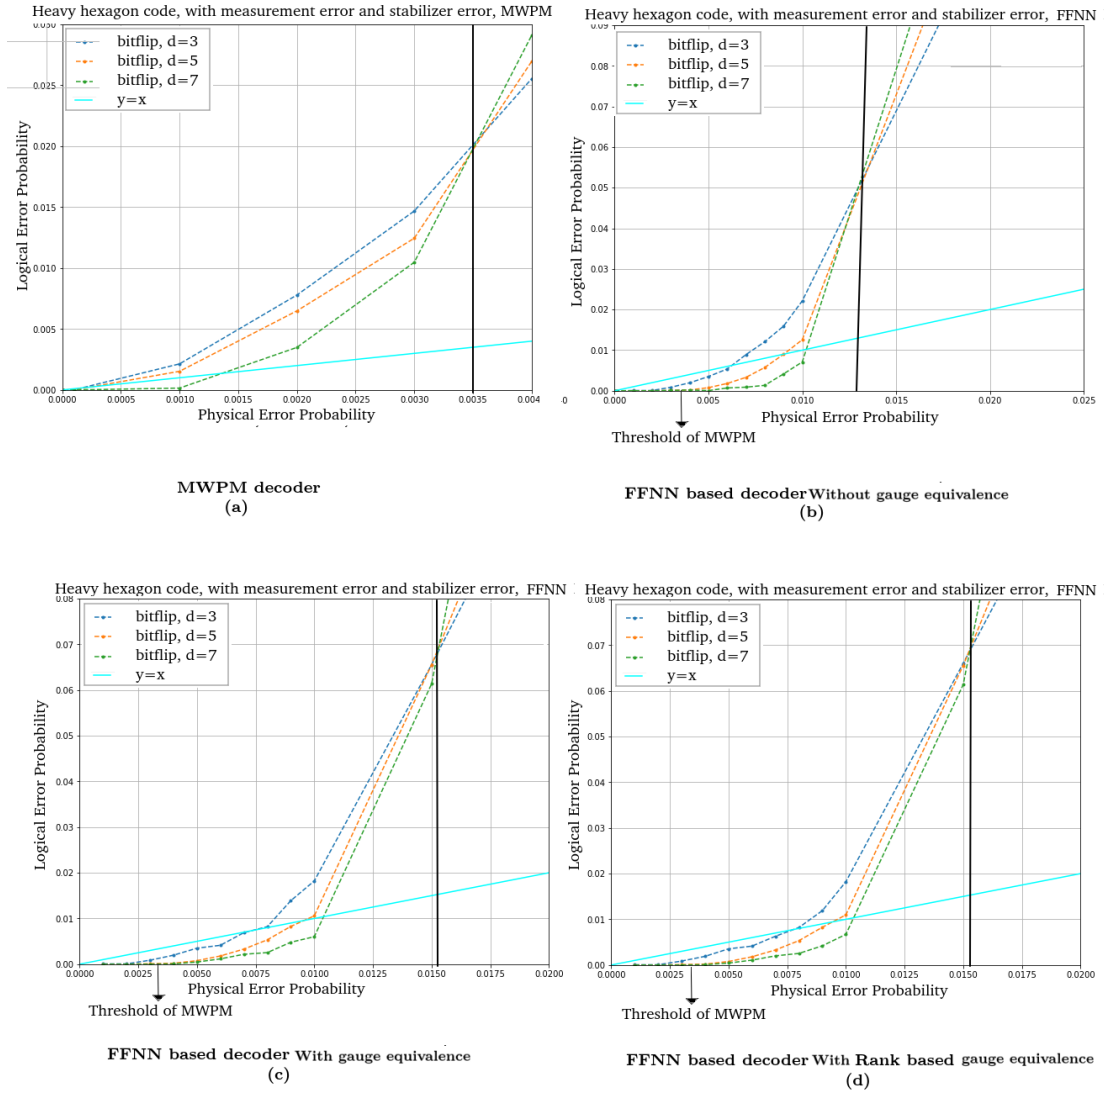 Heavy hexagon code, with measurement error and stabilizer error, MWPM
0.030
bitflip, d=3
bitflip, d=5
bitflip, d=7
y=x
0.025
0.020
0.015
0.010
0.005
0.000
Logical Error Probability
0.0000 0.0005 0.0010 0.0015 0.0020 0.0025 0.0030 0.0035 0.004
Physical Error Probability
MWPM decoder
(a)
Heavy hexagon code, with measurement error and stabilizer error, FFNN
0.09
bitflip, d=3
bitflip, d=5
bitflip, d=7
y=x
0.08
0.07
0.06
0.05
0.04
0.03
0.02
0.01
0.00
Logical Error Probability
.0 0.000 0.005 0.010 0.015 0.020 0.025
Physical Error Probability
Threshold of MWPM
FFNN based decoder Without gauge equivalence
(b)
Heavy hexagon code, with measurement error and stabilizer error, FFNN
0.08
bitflip, d=3
bitflip, d=5
bitflip, d=7
y=x
0.07
0.06
0.05
0.04
0.03
0.02
0.01
0.00
Logical Error Probability
0.0000 0.0025 0.0050 0.0075 0.0100 0.0125 0.0150 0.0175 0.0200
Physical Error Probability
Threshold of MWPM
FFNN based decoder With gauge equivalence
(c)
Heavy hexagon code, with measurement error and stabilizer error, FFNN
0.08
bitflip, d=3
bitflip, d=5
bitflip, d=7
y=x
0.07
0.06
0.05
0.04
0.03
0.02
0.01
0.00
Logical Error Probability
0.0000 0.0025 0.0050 0.0075 0.0100 0.0125 0.0150 0.0175 0.0200
Physical Error Probability
Threshold of MWPM
FFNN based decoder With Rank based gauge equivalence
(d)